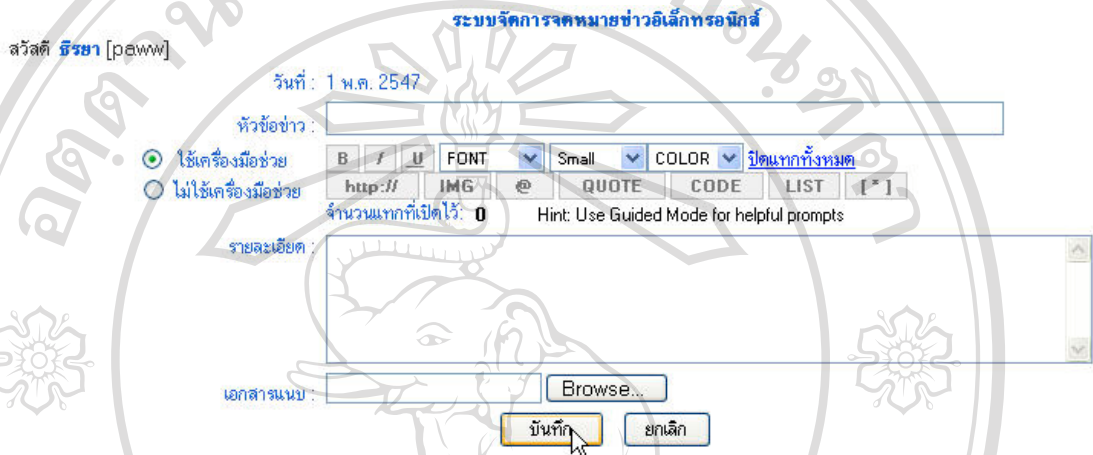 ระบบจัดการจดหมายข่าวอิเล็กทรอนิกส์
สวัสดี ธิรยา [paww]
วันที่ : 1 พ.ค. 2547
หัวข้อข่าว :
ใช้เครื่องมือช่วย B I U FONT Small COLOR ปิดแทกทั้งหมด
ไม่ใช้เครื่องมือช่วย http:// IMG @ QUOTE CODE LIST [*]
จำนวนแทกที่เปิดไว้: 0 Hint: Use Guided Mode for helpful prompts
รายละเอียด :
เอกสารแนบ : Browse...
บันทึก ยกเลิก